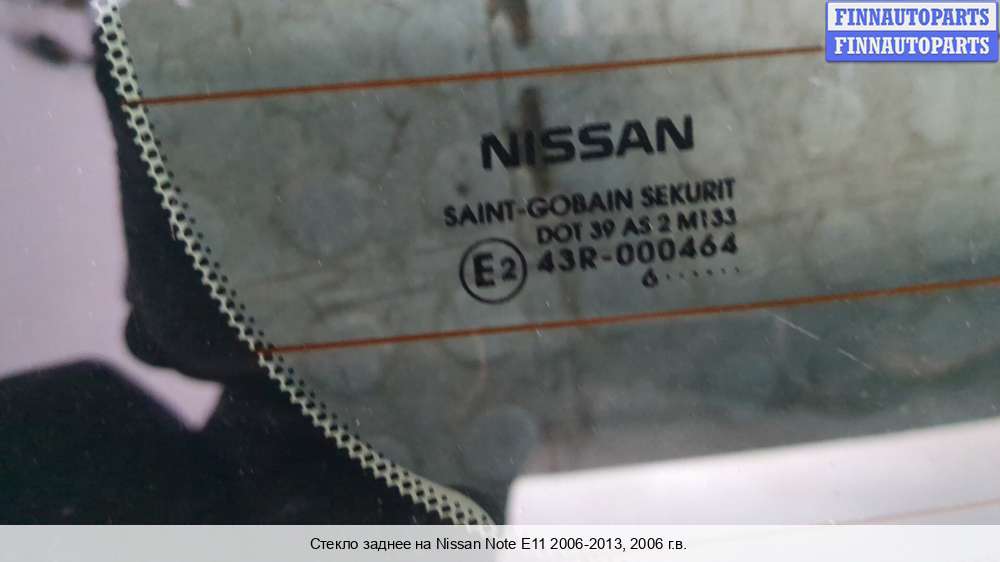 FINNAUTOPARTS
FINNAUTOPARTS
NISSAN
SAINT-GOBAIN SEKURIT
DOT 39 AS 2 M133
E2 43R-000464
6······
Стекло заднее на Nissan Note E11 2006-2013, 2006 г.в.